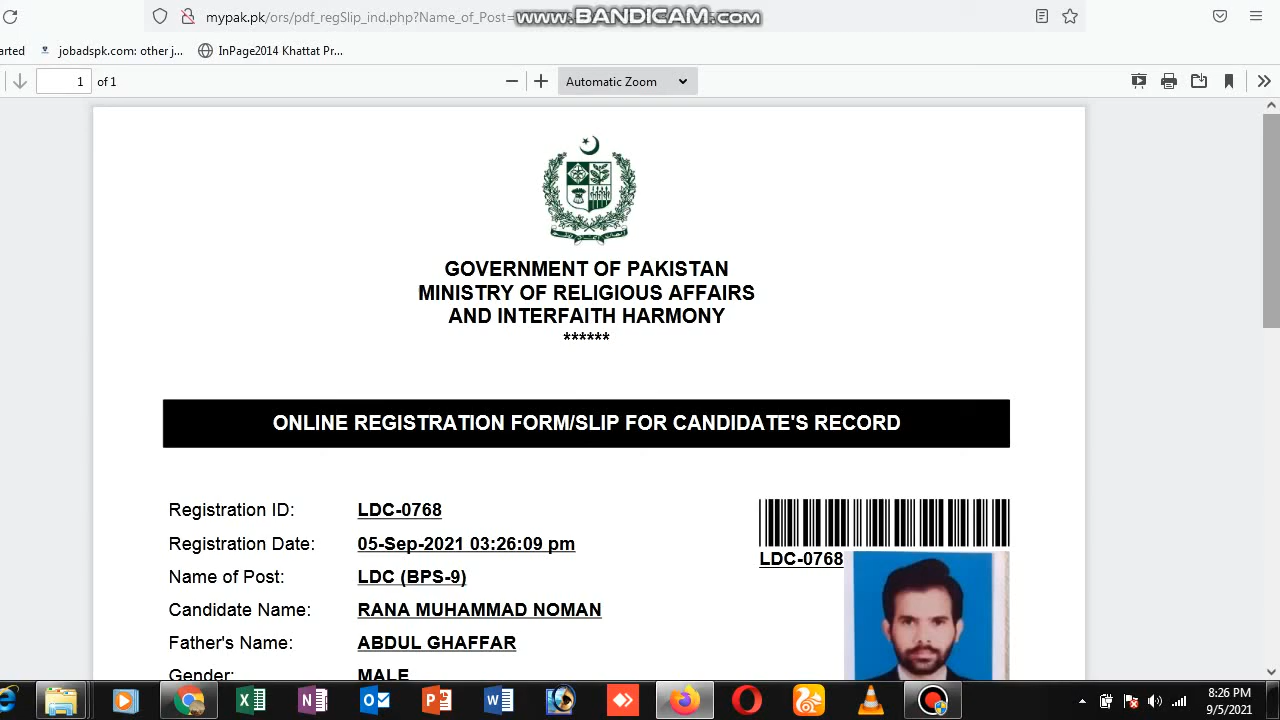 mypak.pk/ors/pdf_regSlip_ind.php?Name_of_Post=
www.BANDICAM.com
arted
jobadspk.com: other j...
InPage2014 Khattat Pr...
1 of 1
Automatic Zoom
GOVERNMENT OF PAKISTAN
MINISTRY OF RELIGIOUS AFFAIRS
AND INTERFAITH HARMONY
******
ONLINE REGISTRATION FORM/SLIP FOR CANDIDATE'S RECORD
Registration ID: LDC-0768
Registration Date: 05-Sep-2021 03:26:09 pm
LDC-0768
Name of Post: LDC (BPS-9)
Candidate Name: RANA MUHAMMAD NOMAN
Father's Name: ABDUL GHAFFAR
Gender: MALE
8:26 PM
9/5/2021